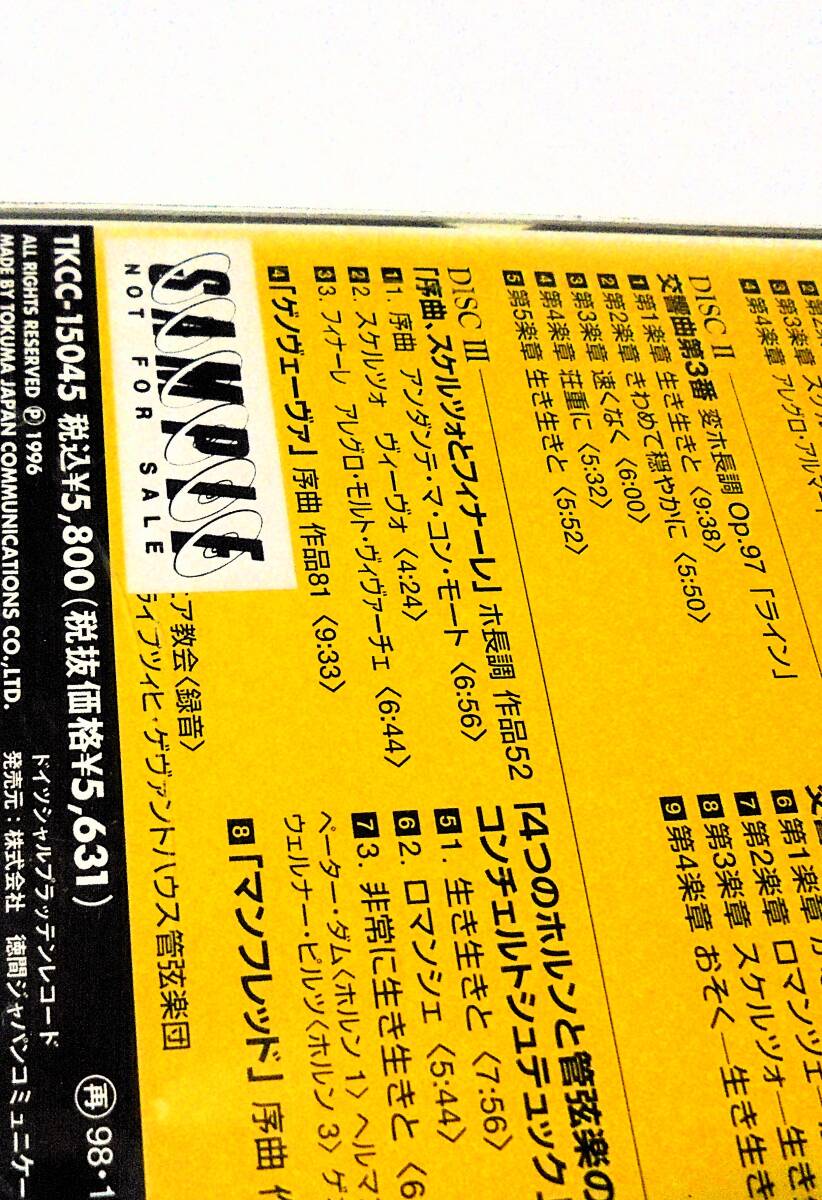 3 第3楽章 スケル
4 第4楽章 アレグロ・アル
DISC II
交響曲第3番 変ホ長調 Op.97 「ライン」
1 第1楽章 生き生きと 〈9:38〉
2 第2楽章 きわめて穏やかに 〈5:50〉
3 第3楽章 速くなく 〈6:00〉
4 第4楽章 荘重に 〈5:32〉
5 第5楽章 生き生きと 〈5:52〉
6 第1楽章
7 第2楽章 ロマンツェ
8 第3楽章 スケルツォ—生き
9 第4楽章 おそく—生き生き
DISC III
「序曲、スケルツォとフィナーレ」 ホ長調 作品52
1 1. 序曲 アンダンテ・マ・コン・モート 〈6:56〉
2 2. スケルツォ ヴィーヴォ 〈4:24〉
3 3. フィナーレ アレグロ・モルト・ヴィヴァーチェ 〈6:44〉
4 「ゲノヴェーヴァ」 序曲 作品81 〈9:33〉
「4つのホルンと管弦楽の
コンチェルトシュテュック」
5 1. 生き生きと 〈7:56〉
6 2. ロマンシェ 〈5:44〉
7 3. 非常に生き生きと 〈6
ペーター・ダム〈ホルン 1〉 ヘルマ
ウェルナー・ピルツ〈ホルン 3〉 ゲ
8 「マンフレッド」 序曲
SAMPLE
NOT FOR SALE
ア教会〈録音〉
ライプツィヒ・ゲヴァントハウス管弦楽団
TKCC-15045 税込¥5,800(税抜価格¥5,631)
再 98・1
ALL RIGHTS RESERVED Ⓟ 1996
MADE BY TOKUMA JAPAN COMMUNICATIONS CO.,LTD.
ドイツシャルプラッテンレコード
発売元：株式会社 徳間ジャパンコミュニケー